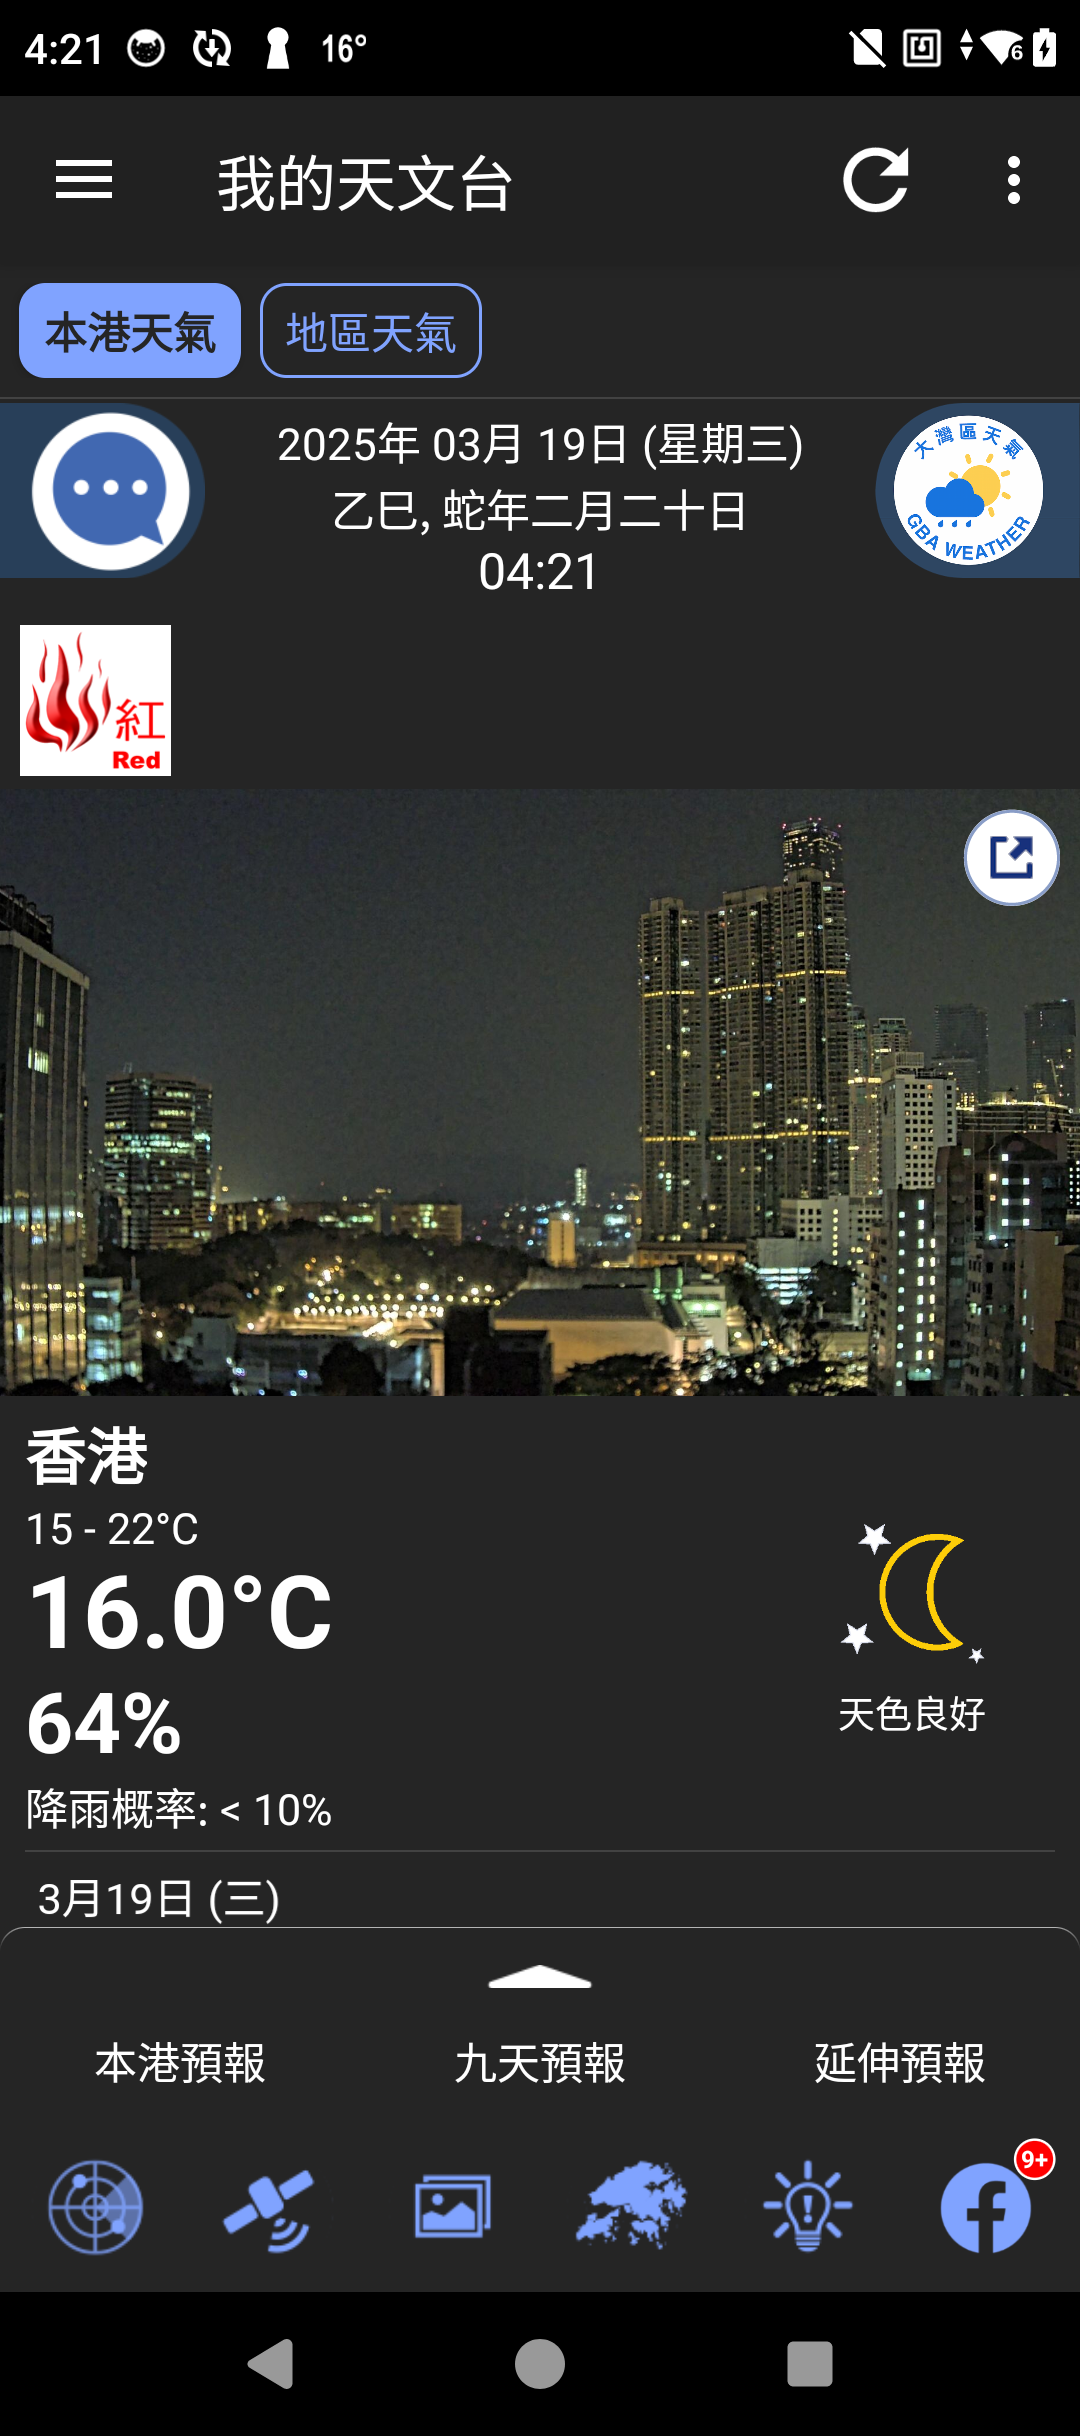 4:21 16° 6
我的天文台
本港天氣 地區天氣
2025年 03月 19日 (星期三)
乙巳, 蛇年二月二十日
04:21
大灣區天氣
GBA WEATHER
紅
Red
香港
15 - 22°C
16.0°C
64%
天色良好
降雨概率: < 10%
3月19日 (三)
本港預報 九天預報 延伸預報
9+